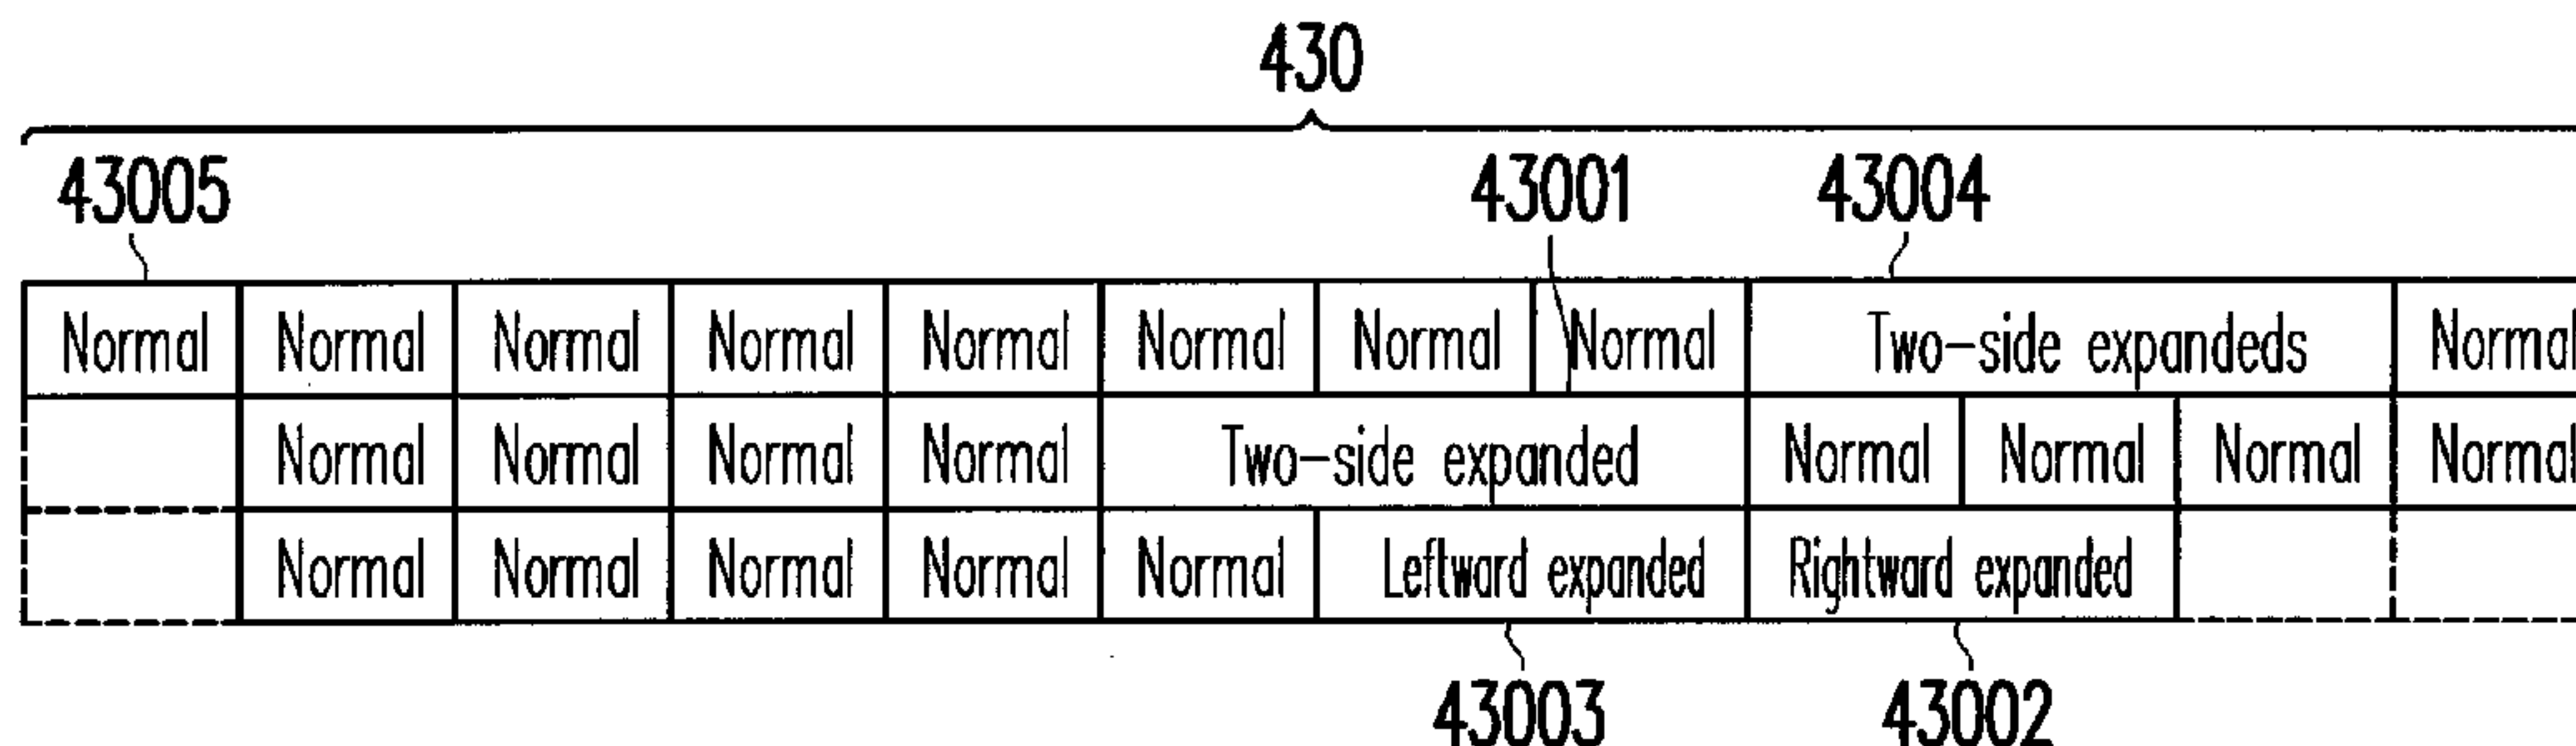 430
43005 43001 43004
Normal Normal Normal Normal Normal Normal Normal Normal Two-side expandeds Normal
Normal Normal Normal Normal Two-side expanded Normal Normal Normal Normal
Normal Normal Normal Normal Normal Leftward expanded Rightward expanded
43003 43002